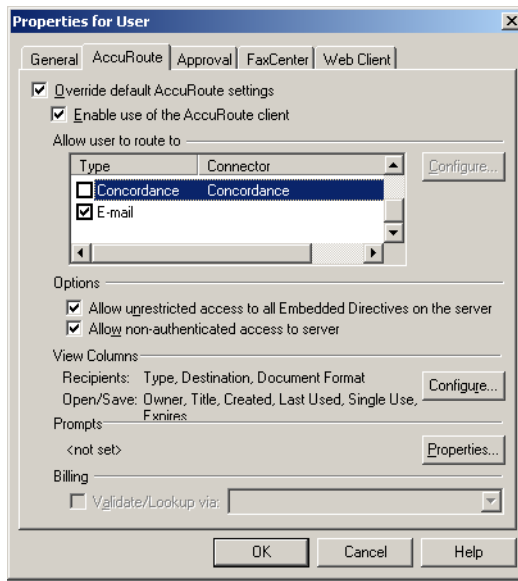 Properties for User
General AccuRoute Approval FaxCenter Web Client
Override default AccuRoute settings
Enable use of the AccuRoute client
Allow user to route to
Type Connector
Configure...
Concordance Concordance
E-mail
Options
Allow unrestricted access to all Embedded Directives on the server
Allow non-authenticated access to server
View Columns
Recipients: Type, Destination, Document Format
Configure...
Open/Save: Owner, Title, Created, Last Used, Single Use,
Expires
Prompts
<not set>
Properties...
Billing
Validate/Lookup via:
OK Cancel Help